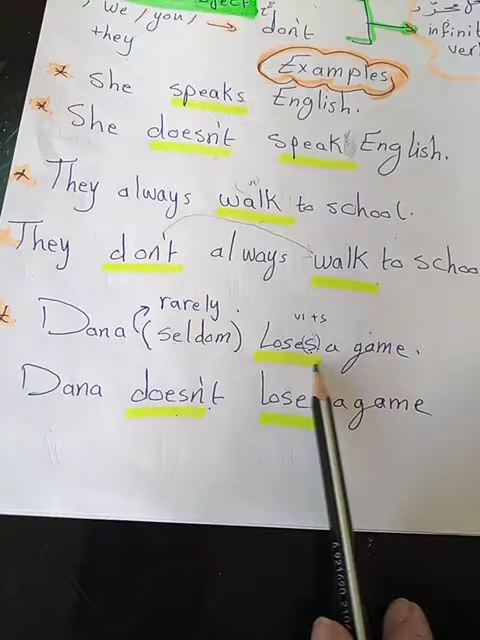 we, you, → don't
they
infinit
ver
Examples
* She speaks English.
* She doesn't speak English.
* They always walk to school.
They don't always walk to schoo
rarely.
v1+s
* Dana (seldom) Lose(s) a game.
Dana doesn't lose a game